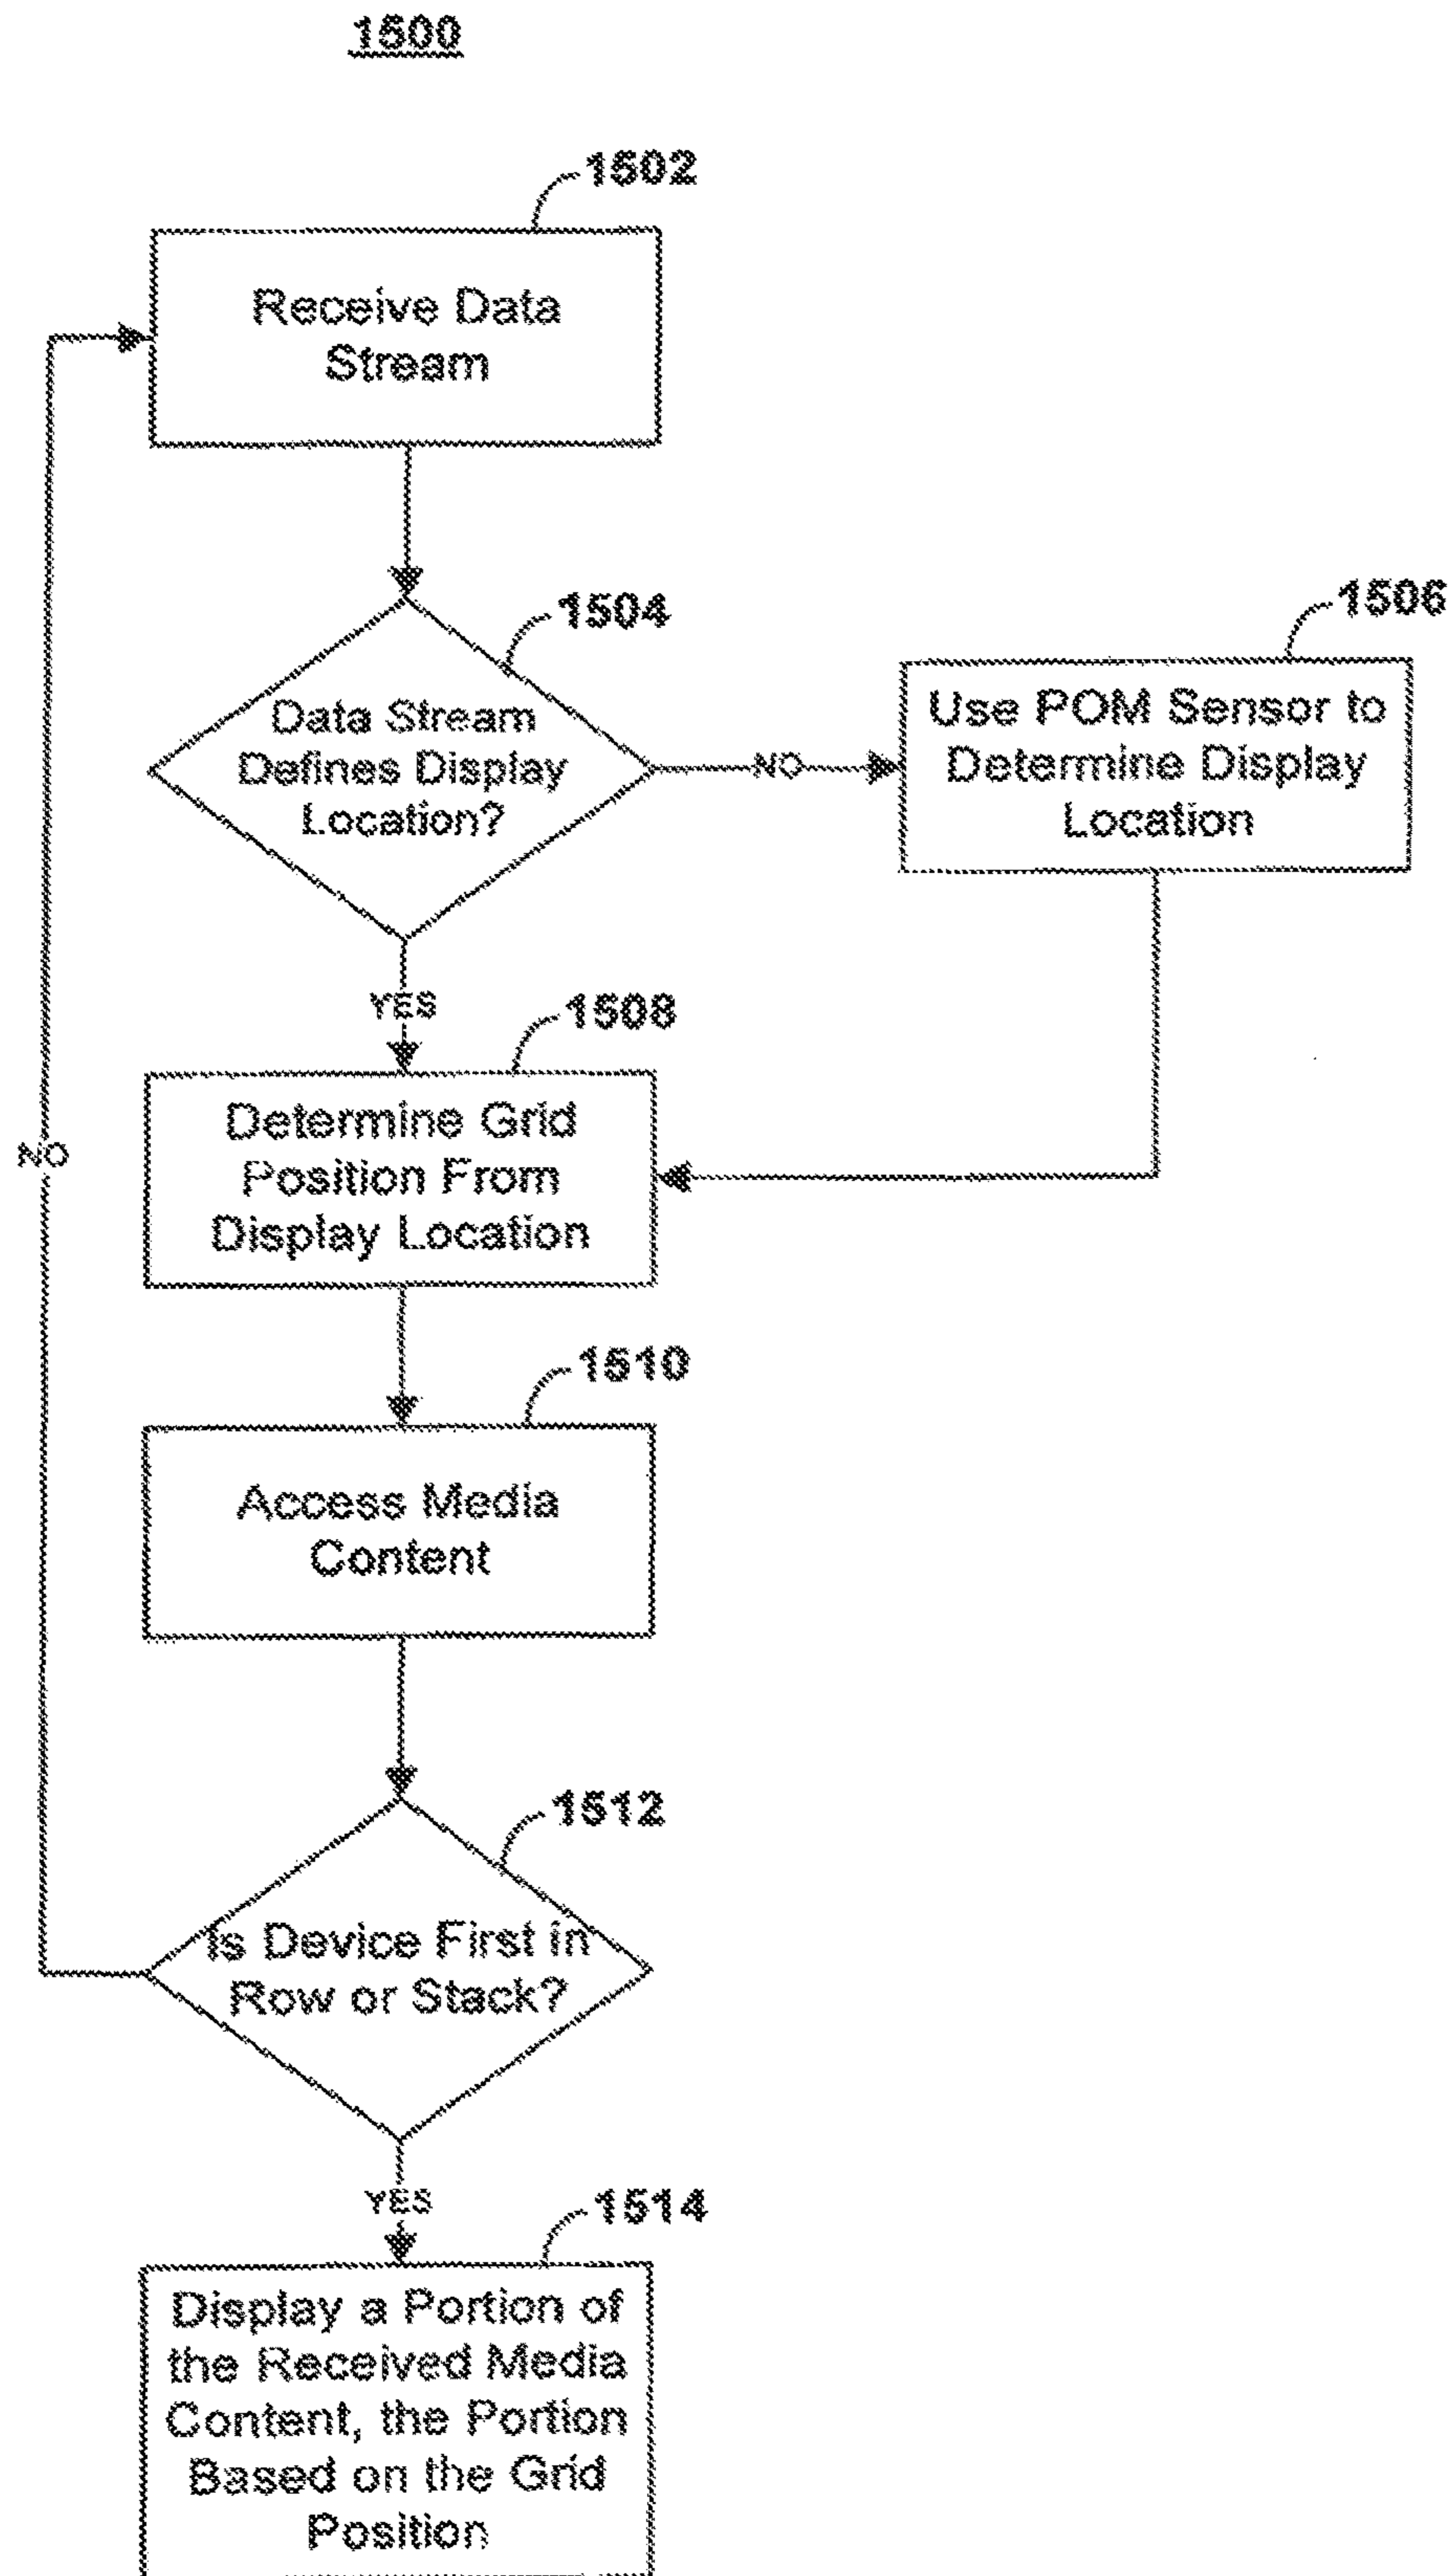 1500
1502
Receive Data
Stream
1504
Data Stream
Defines Display
Location?
NO
1506
Use POM Sensor to
Determine Display
Location
YES
1508
Determine Grid
Position From
Display Location
NO
1510
Access Media
Content
1512
Is Device First in
Row or Stack?
YES
1514
Display a Portion of
the Received Media
Content, the Portion
Based on the Grid
Position